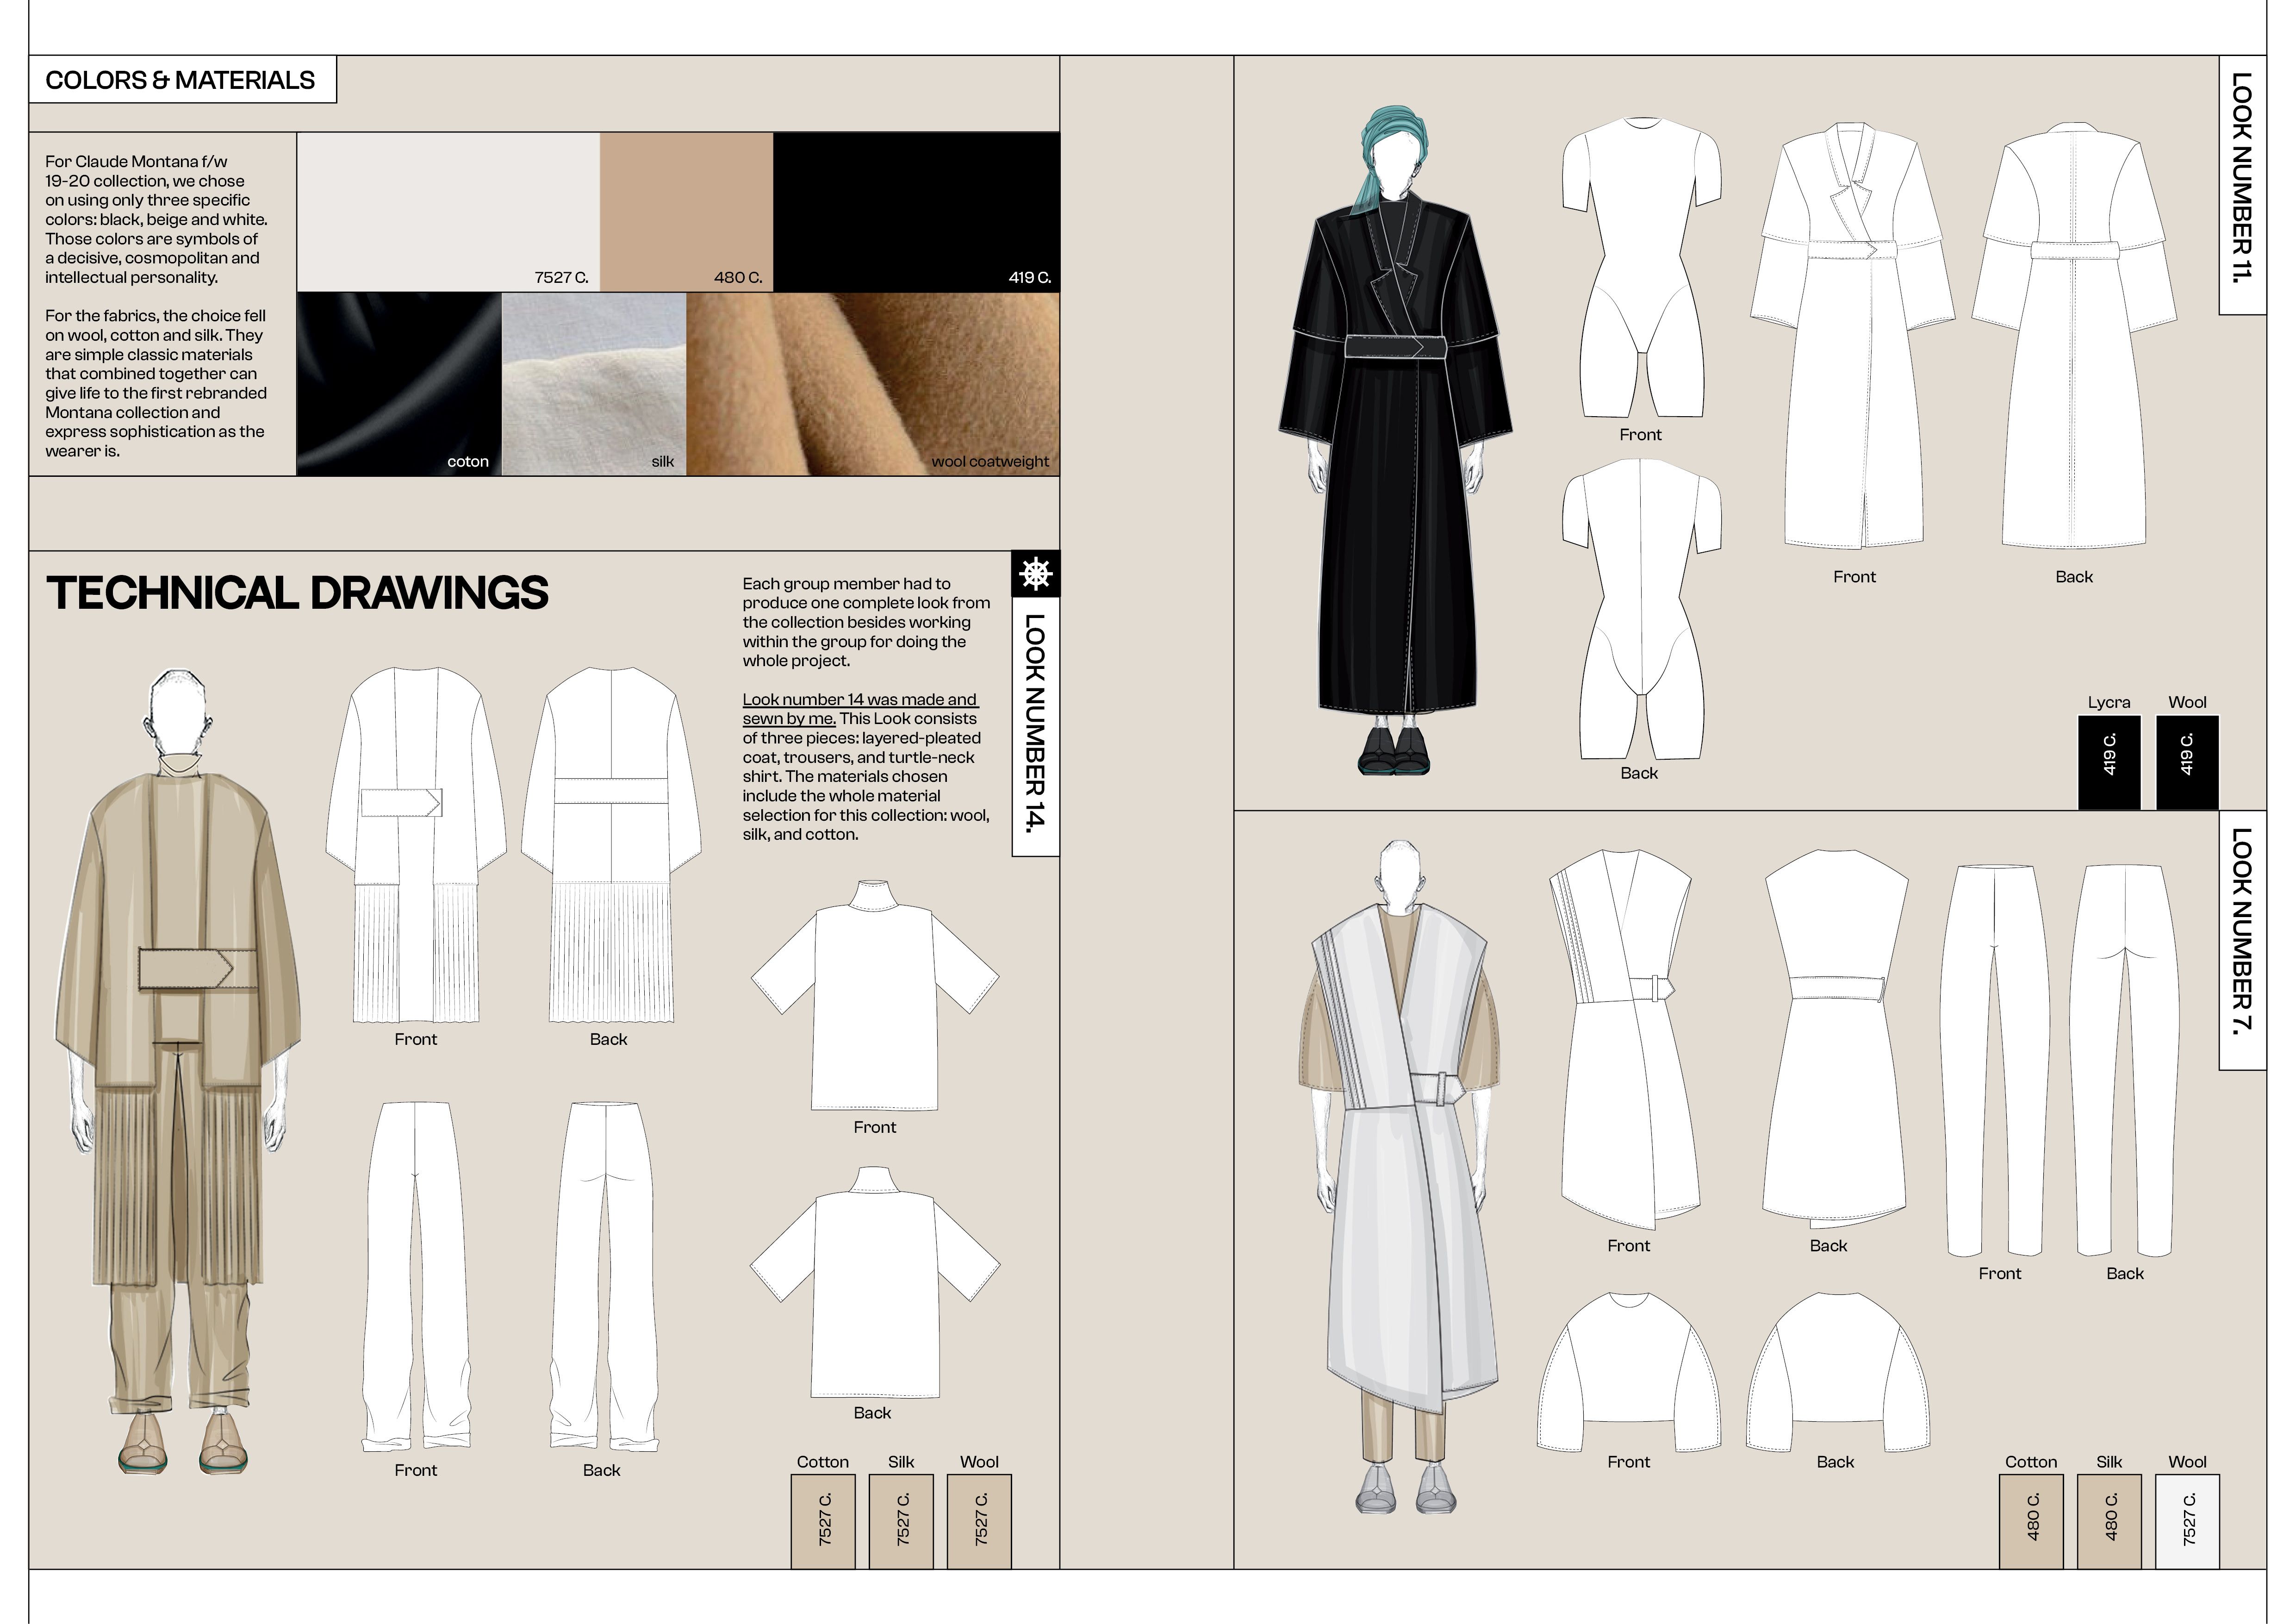 COLORS & MATERIALS
For Claude Montana f/w
19-20 collection, we chose
on using only three specific
colors: black, beige and white.
Those colors are symbols of
a decisive, cosmopolitan and
intellectual personality.
For the fabrics, the choice fell
on wool, cotton and silk. They
are simple classic materials
that combined together can
give life to the first rebranded
Montana collection and
express sophistication as the
wearer is.
7527 C.
480 C.
419 C.
coton
silk
wool coatweight
TECHNICAL DRAWINGS
Each group member had to
produce one complete look from
the collection besides working
within the group for doing the
whole project.
Look number 14 was made and
sewn by me. This Look consists
of three pieces: layered-pleated
coat, trousers, and turtle-neck
shirt. The materials chosen
include the whole material
selection for this collection: wool,
silk, and cotton.
LOOK NUMBER 14.
Front
Back
Front
Back
Front
Back
Cotton
Silk
Wool
7527 C.
7527 C.
7527 C.
LOOK NUMBER 11.
Front
Back
Front
Back
Lycra
Wool
419 C.
419 C.
LOOK NUMBER 7.
Front
Back
Front
Back
Front
Back
Cotton
Silk
Wool
480 C.
480 C.
7527 C.